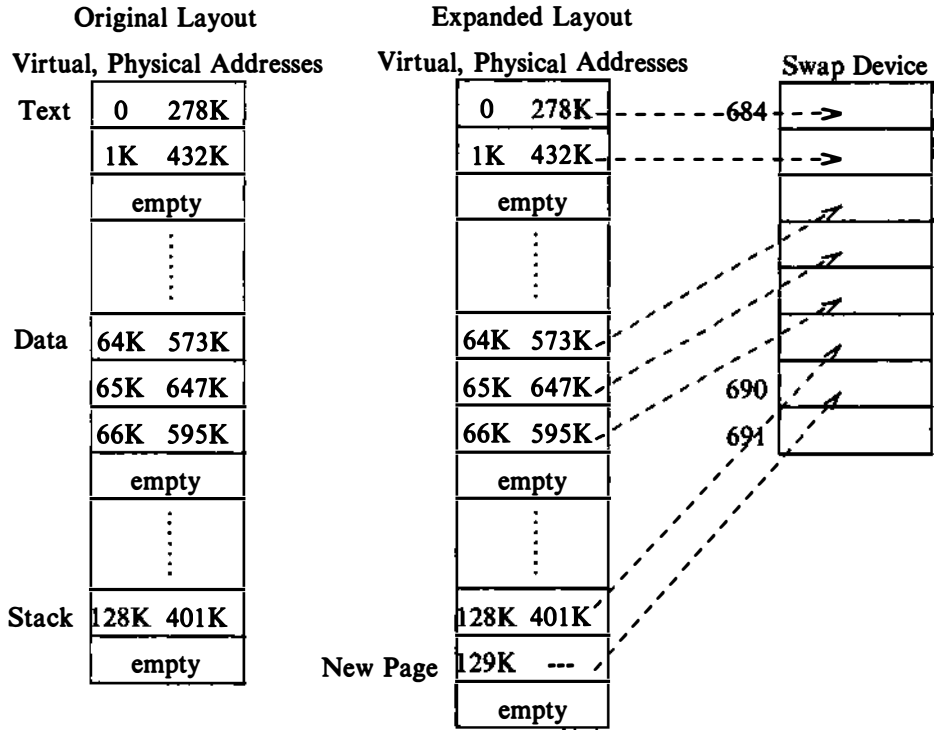 Original Layout
Virtual, Physical Addresses
Text
0 278K
1K 432K
empty
Data
64K 573K
65K 647K
66K 595K
empty
Stack
128K 401K
empty
Expanded Layout
Virtual, Physical Addresses
0 278K
1K 432K
empty
64K 573K
65K 647K
66K 595K
empty
128K 401K
New Page
129K ---
empty
Swap Device
684
690
691